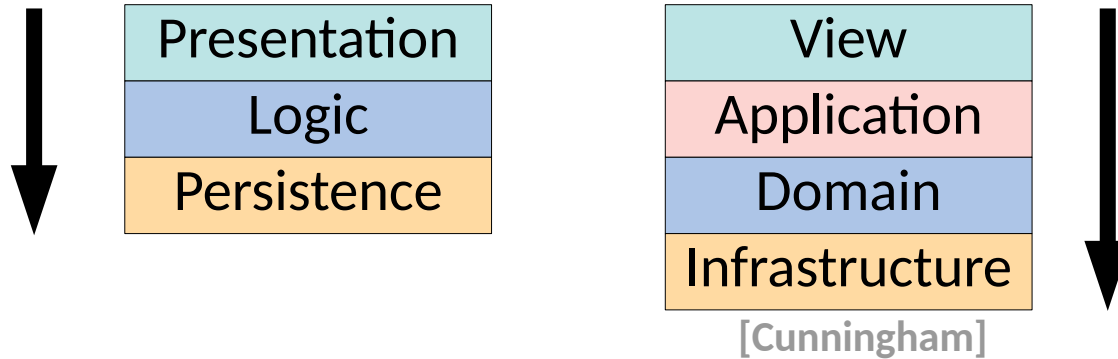 Presentation
Logic
Persistence
View
Application
Domain
Infrastructure
[Cunningham]